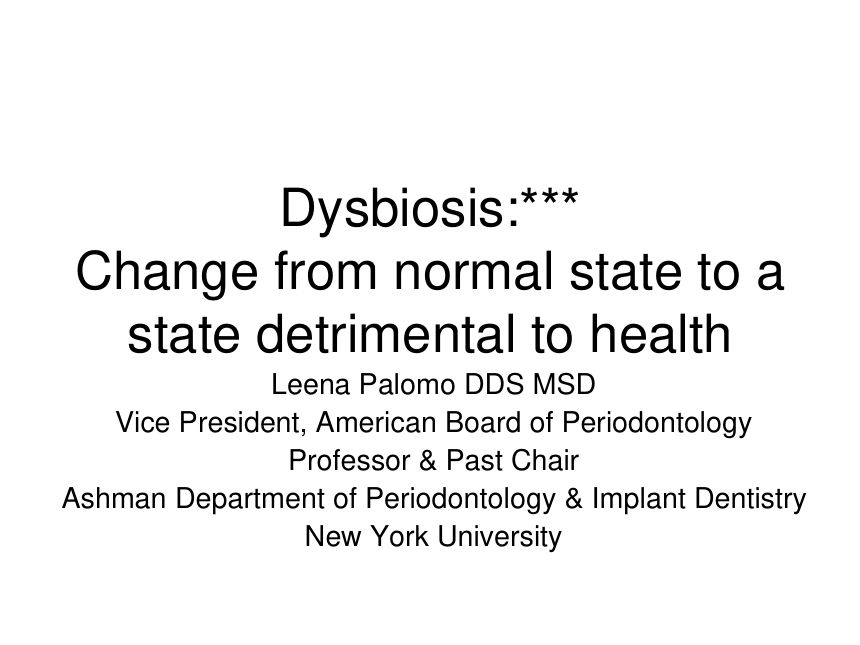 Dysbiosis:***
Change from normal state to a
state detrimental to health
Leena Palomo DDS MSD
Vice President, American Board of Periodontology
Professor & Past Chair
Ashman Department of Periodontology & Implant Dentistry
New York University